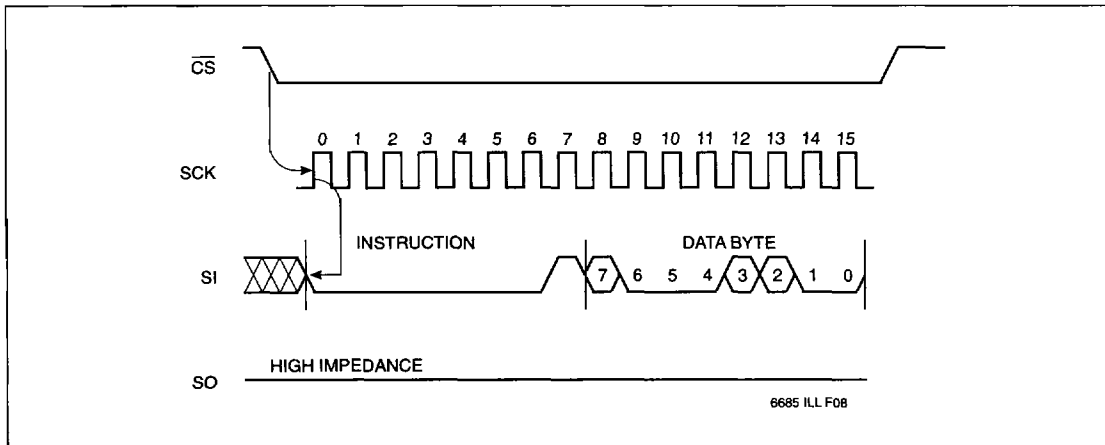 CS
0 1 2 3 4 5 6 7 8 9 10 11 12 13 14 15
SCK
INSTRUCTION DATA BYTE
SI 7 6 5 4 3 2 1 0
HIGH IMPEDANCE
SO
6685 ILL F08